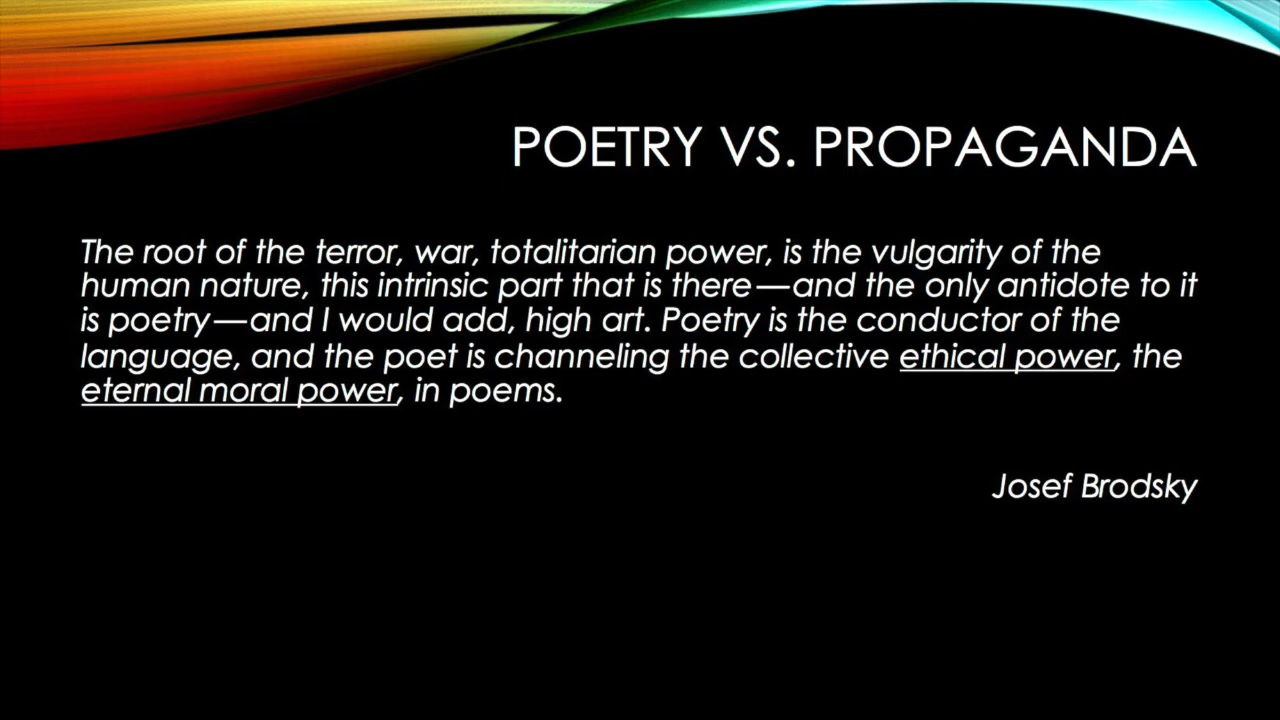 POETRY VS. PROPAGANDA
The root of the terror, war, totalitarian power, is the vulgarity of the
human nature, this intrinsic part that is there—and the only antidote to it
is poetry—and I would add, high art. Poetry is the conductor of the
language, and the poet is channeling the collective ethical power, the
eternal moral power, in poems.
Josef Brodsky